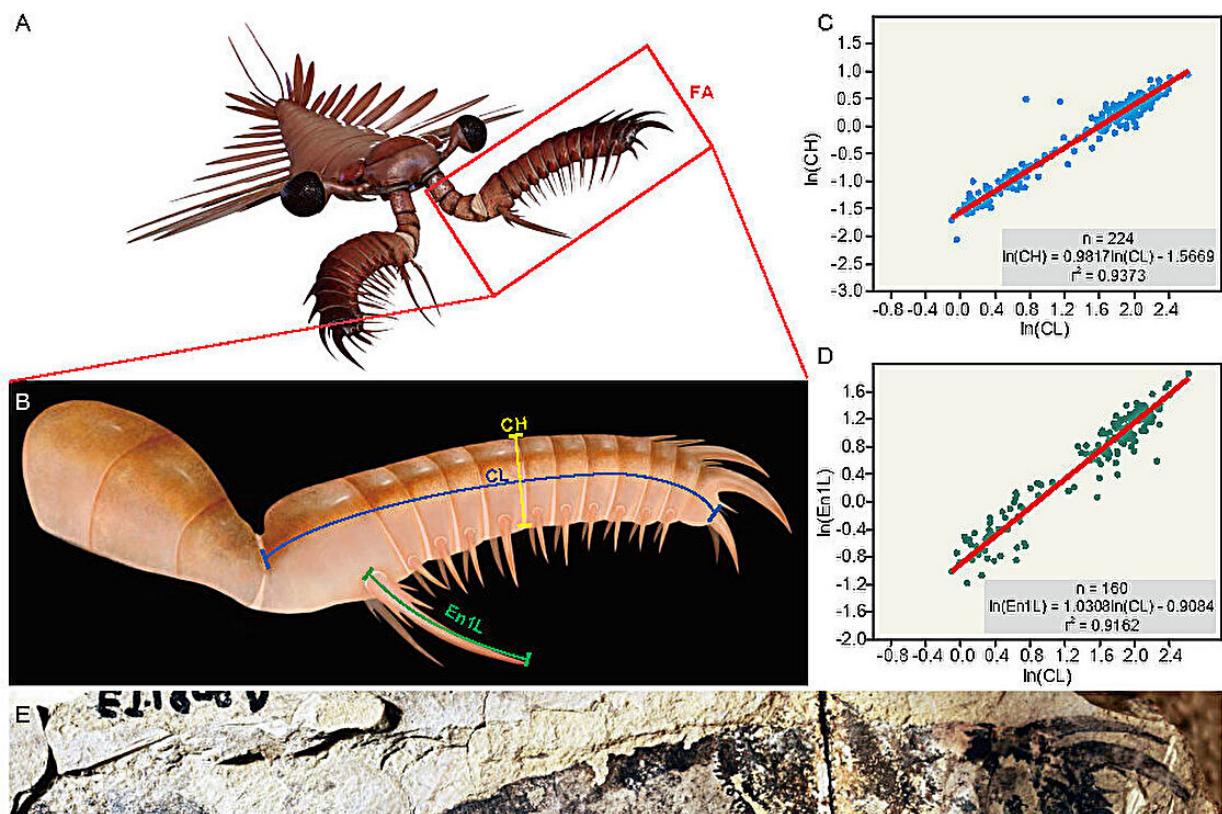 A
FA
B
CH
CL
En1L
C
ln(CH)
1.5
1.0
0.5
0.0
-0.5
-1.0
-1.5
-2.0
-2.5
-3.0
n = 224
ln(CH) = 0.9817ln(CL) - 1.5669
r² = 0.9373
-0.8 -0.4 0.0 0.4 0.8 1.2 1.6 2.0 2.4
ln(CL)
D
ln(En1L)
1.6
1.2
0.8
0.4
0.0
-0.4
-0.8
-1.2
-1.6
-2.0
n = 160
ln(En1L) = 1.0308ln(CL) - 0.9084
r² = 0.9162
-0.8 -0.4 0.0 0.4 0.8 1.2 1.6 2.0 2.4
ln(CL)
E